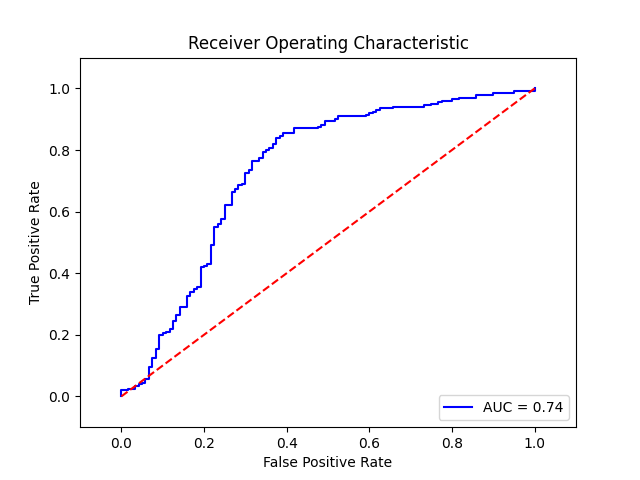 Receiver Operating Characteristic
True Positive Rate
1.0
0.8
0.6
0.4
0.2
0.0
AUC = 0.74
0.0 0.2 0.4 0.6 0.8 1.0
False Positive Rate